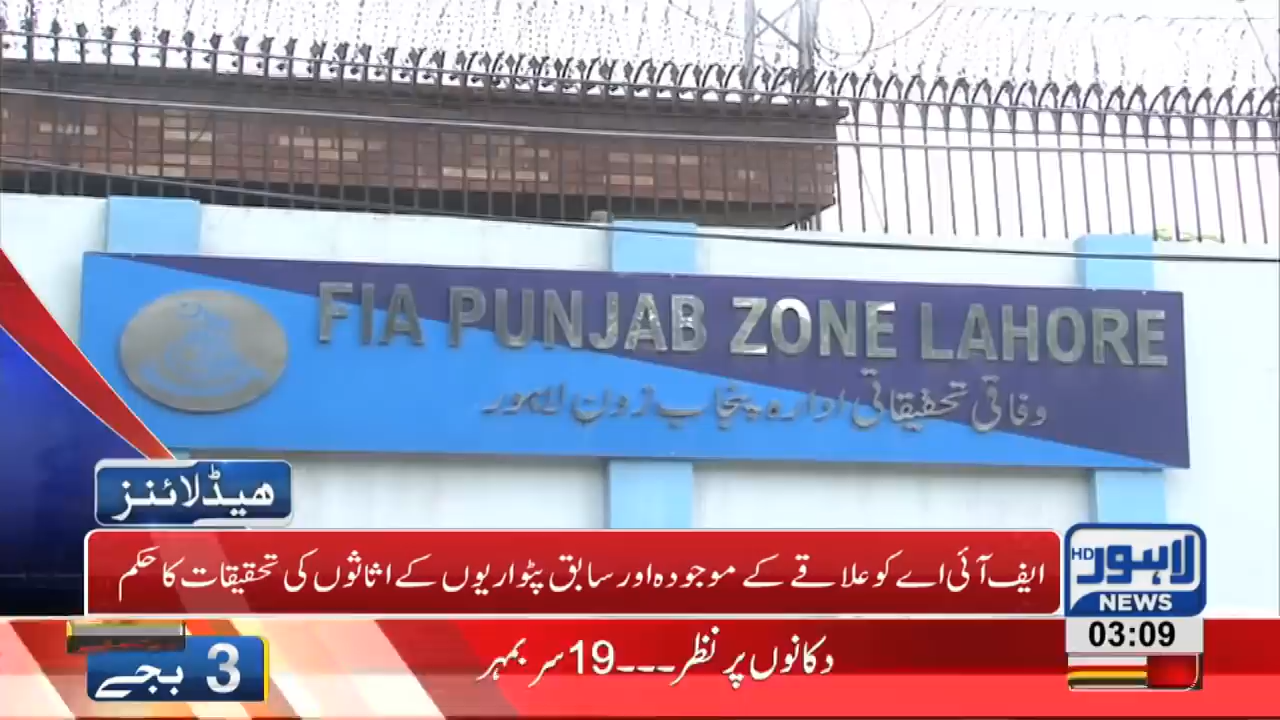 FIA PUNJAB ZONE LAHORE
وفاقی تحقیقاتی ادارہ پنجاب زون لاہور
ہیڈلائنز
ایف آئی اے کو علاقے کے موجودہ اور سابق پٹواریوں کے اثاثوں کی تحقیقات کا حکم
لاہور HD
NEWS
03:09
دکانوں پر نظر۔۔۔19 سر بمہر
3 بجے